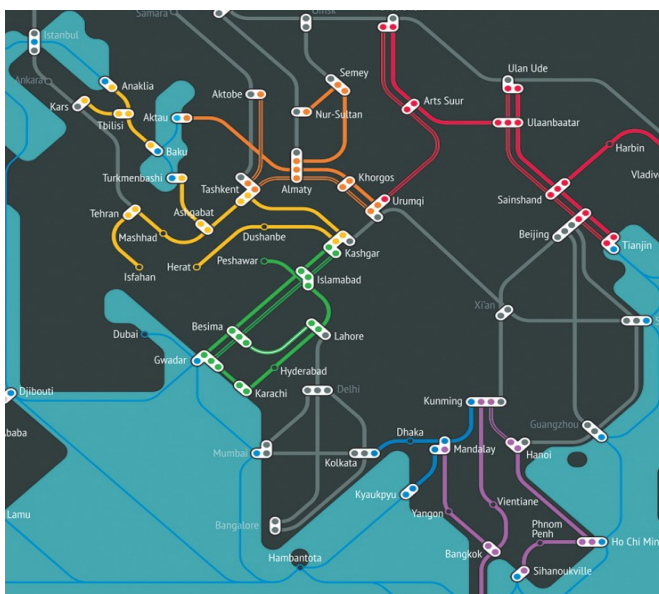 Samara
Istanbul
Ankara
Anaklia
Kars
Tbilisi
Aktau
Baku
Turkmenbashi
Aktobe
Semey
Nur-Sultan
Arts Suur
Ulan Ude
Ulaanbaatar
Harbin
Tashkent
Almaty
Khorgos
Urumqi
Sainshand
Beijing
Tianjin
Tehran
Mashhad
Ashgabat
Dushanbe
Kashgar
Isfahan
Herat
Peshawar
Islamabad
Xi'an
Dubai
Besima
Lahore
Gwadar
Hyderabad
Karachi
Delhi
Djibouti
Kunming
Guangzhou
Dhaka
Mumbai
Kolkata
Mandalay
Hanoi
Kyaukpyu
Vientiane
Lamu
Bangalore
Yangon
Phnom
Penh
Ho Chi Min
Bangkok
Hambantota
Sihanoukville
Vladiv
Ababa